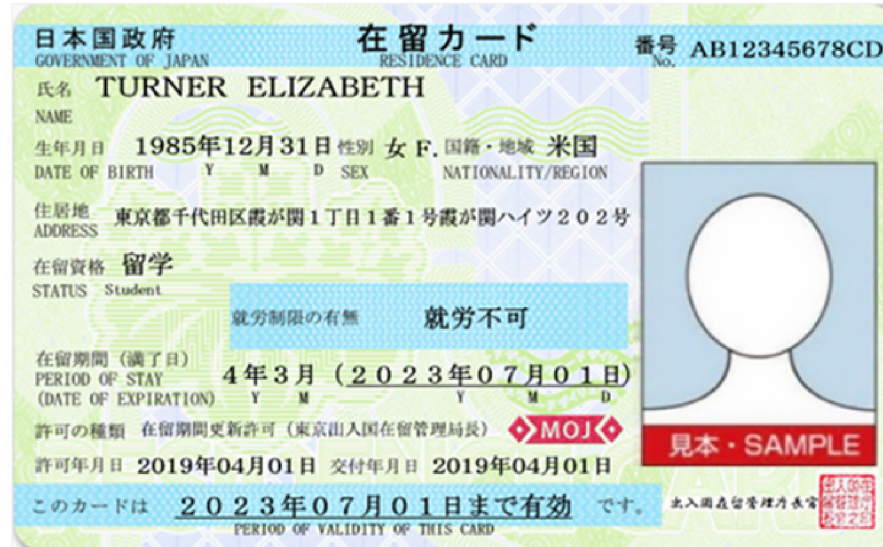 日本国政府 在留カード 番号 AB12345678CD
GOVERNMENT OF JAPAN RESIDENCE CARD No.
氏名 TURNER ELIZABETH
NAME
生年月日 1985年12月31日 性別 女 F. 国籍・地域 米国
DATE OF BIRTH Y M D SEX NATIONALITY/REGION
住居地 東京都千代田区霞が関1丁目1番1号霞が関ハイツ202号
ADDRESS
在留資格 留学
STATUS Student
就労制限の有無 就労不可
在留期間(満了日)
PERIOD OF STAY 4年3月(2023年07月01日)
(DATE OF EXPIRATION) Y M Y M D
許可の種類 在留期間更新許可(東京出入国在留管理局長) MOJ
見本・SAMPLE
許可年月日 2019年04月01日 交付年月日 2019年04月01日
このカードは 2023年07月01日まで有効 です。 出入国在留管理庁長官
PERIOD OF VALIDITY OF THIS CARD